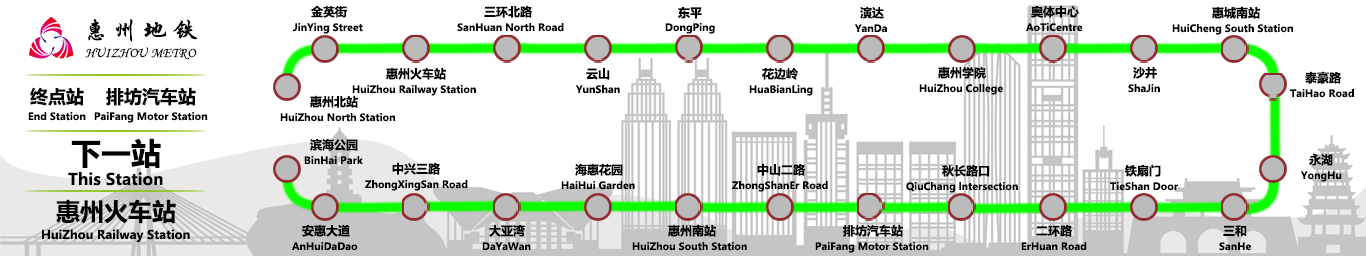 惠州地铁
HUIZHOU METRO
终点站 排坊汽车站
End Station PaiFang Motor Station
下一站
This Station
惠州火车站
HuiZhou Railway Station
惠州北站
HuiZhou North Station
金英街
JinYing Street
惠州火车站
HuiZhou Railway Station
三环北路
SanHuan North Road
云山
YunShan
东平
DongPing
花边岭
HuaBianLing
演达
YanDa
惠州学院
HuiZhou College
奥体中心
AoTiCentre
沙井
ShaJin
惠城南站
HuiCheng South Station
泰豪路
TaiHao Road
永湖
YongHu
三和
SanHe
铁扇门
TieShan Door
二环路
ErHuan Road
秋长路口
QiuChang Intersection
排坊汽车站
PaiFang Motor Station
中山二路
ZhongShanEr Road
惠州南站
HuiZhou South Station
海惠花园
HaiHui Garden
大亚湾
DaYaWan
中兴三路
ZhongXingSan Road
安惠大道
AnHuiDaDao
滨海公园
BinHai Park